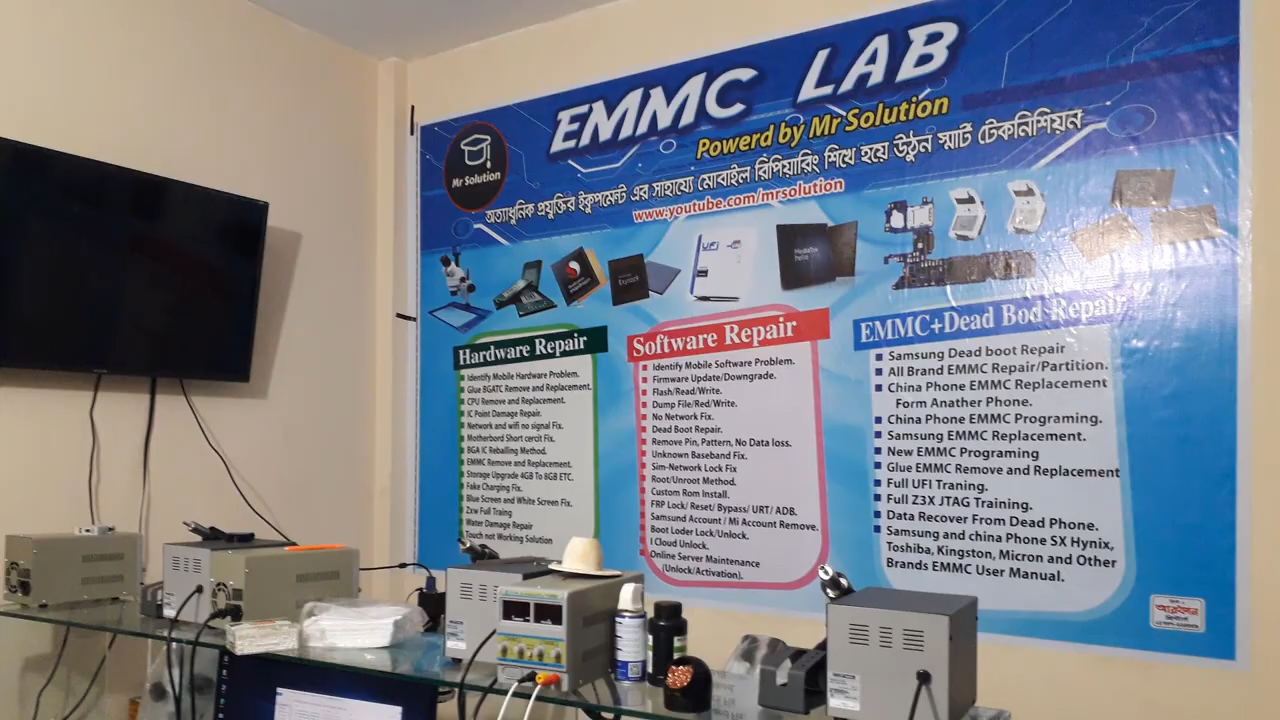 EMMC LAB
Powerd by Mr Solution
Mr Solution
অত্যাধুনিক প্রযুক্তির ইকুপমেন্ট এর সাহায্যে মোবাইল রিপিয়ারিং শিখে হয়ে উঠুন স্মার্ট টেকনিশিয়ন
www.youtube.com/mrsolution
UFi
MediaTek
helio
Hardware Repair
Identify Mobile Hardware Problem.
Glue BGATC Remove and Replacement.
CPU Remove and Replacement.
IC Point Damage Repair.
Network and wifi no signal Fix.
Motherbord Short cercit Fix.
BGA IC Reballing Method.
EMMC Remove and Replacement.
Storage Upgrade 4GB To 8GB ETC.
Fake Charging Fix.
Blue Screen and White Screen Fix.
Zxw Full Traing
Water Damage Repair
Touch not Working Solution
Software Repair
Identify Mobile Software Problem.
Firmware Update/Downgrade.
Flash/Read/Write.
Dump File/Red/Write.
No Network Fix.
Dead Boot Repair.
Remove Pin, Pattern, No Data loss.
Unknown Baseband Fix.
Sim-Network Lock Fix
Root/Unroot Method.
Custom Rom Install.
FRP Lock/ Reset/ Bypass/ URT/ ADB.
Samsund Account / Mi Account Remove.
Boot Loder Lock/Unlock.
I Cloud Unlock.
Online Server Maintenance
(Unlock/Activation).
EMMC+Dead Bod Repair
Samsung Dead boot Repair
All Brand EMMC Repair/Partition.
China Phone EMMC Replacement
Form Anather Phone.
China Phone EMMC Programing.
Samsung EMMC Replacement.
New EMMC Programing
Glue EMMC Remove and Replacement
Full UFI Traning.
Full Z3X JTAG Training.
Data Recover From Dead Phone.
Samsung and china Phone SX Hynix,
Toshiba, Kingston, Micron and Other
Brands EMMC User Manual.